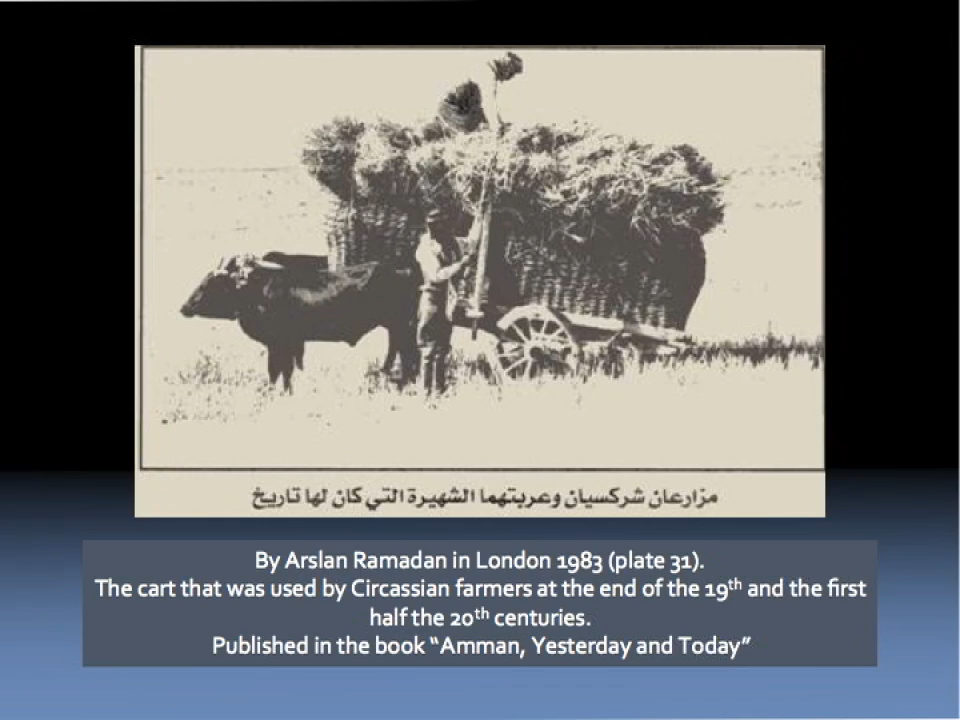 مزارعان شركسيان وعربتهما الشهيرة التي كان لها تاريخ
By Arslan Ramadan in London 1983 (plate 31).
The cart that was used by Circassian farmers at the end of the 19th and the first
half the 20th centuries.
Published in the book “Amman, Yesterday and Today”